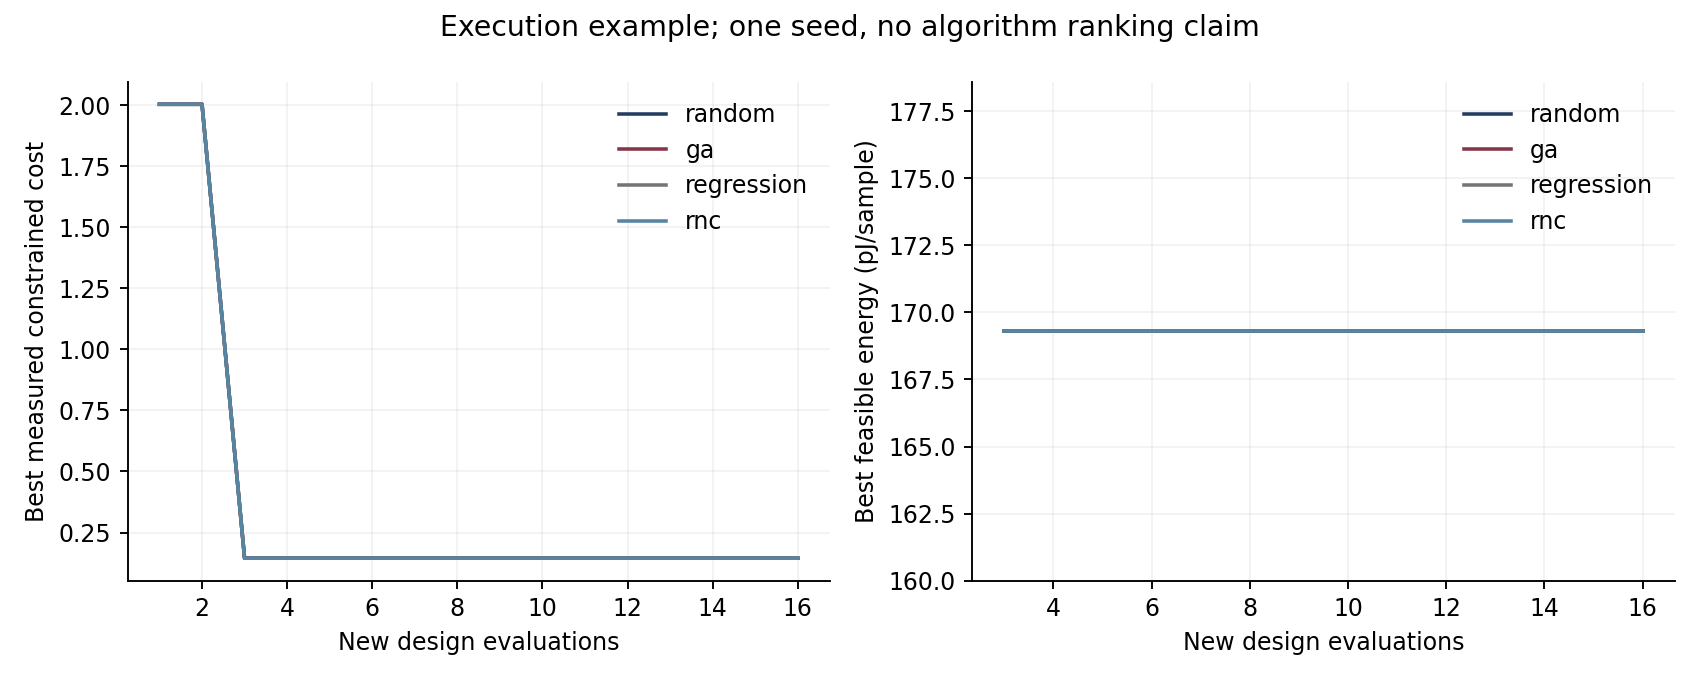 Execution example; one seed, no algorithm ranking claim
Best measured constrained cost
2.00
1.75
1.50
1.25
1.00
0.75
0.50
0.25
random
ga
regression
rnc
2 4 6 8 10 12 14 16
New design evaluations
Best feasible energy (pJ/sample)
177.5
175.0
172.5
170.0
167.5
165.0
162.5
160.0
random
ga
regression
rnc
4 6 8 10 12 14 16
New design evaluations